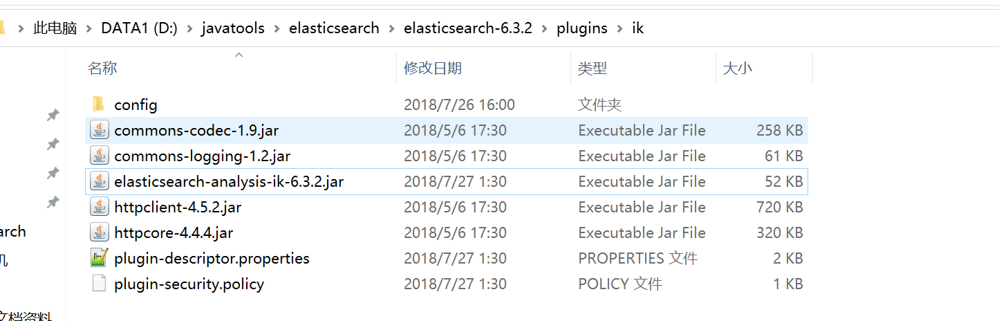 此电脑 > DATA1 (D:) > javatools > elasticsearch > elasticsearch-6.3.2 > plugins > ik
名称 修改日期 类型 大小
config 2018/7/26 16:00 文件夹
commons-codec-1.9.jar 2018/5/6 17:30 Executable Jar File 258 KB
commons-logging-1.2.jar 2018/5/6 17:30 Executable Jar File 61 KB
elasticsearch-analysis-ik-6.3.2.jar 2018/7/27 1:30 Executable Jar File 52 KB
httpclient-4.5.2.jar 2018/5/6 17:30 Executable Jar File 720 KB
arch httpcore-4.4.4.jar 2018/5/6 17:30 Executable Jar File 320 KB
机 plugin-descriptor.properties 2018/7/27 1:30 PROPERTIES 文件 2 KB
plugin-security.policy 2018/7/27 1:30 POLICY 文件 1 KB
文档资料